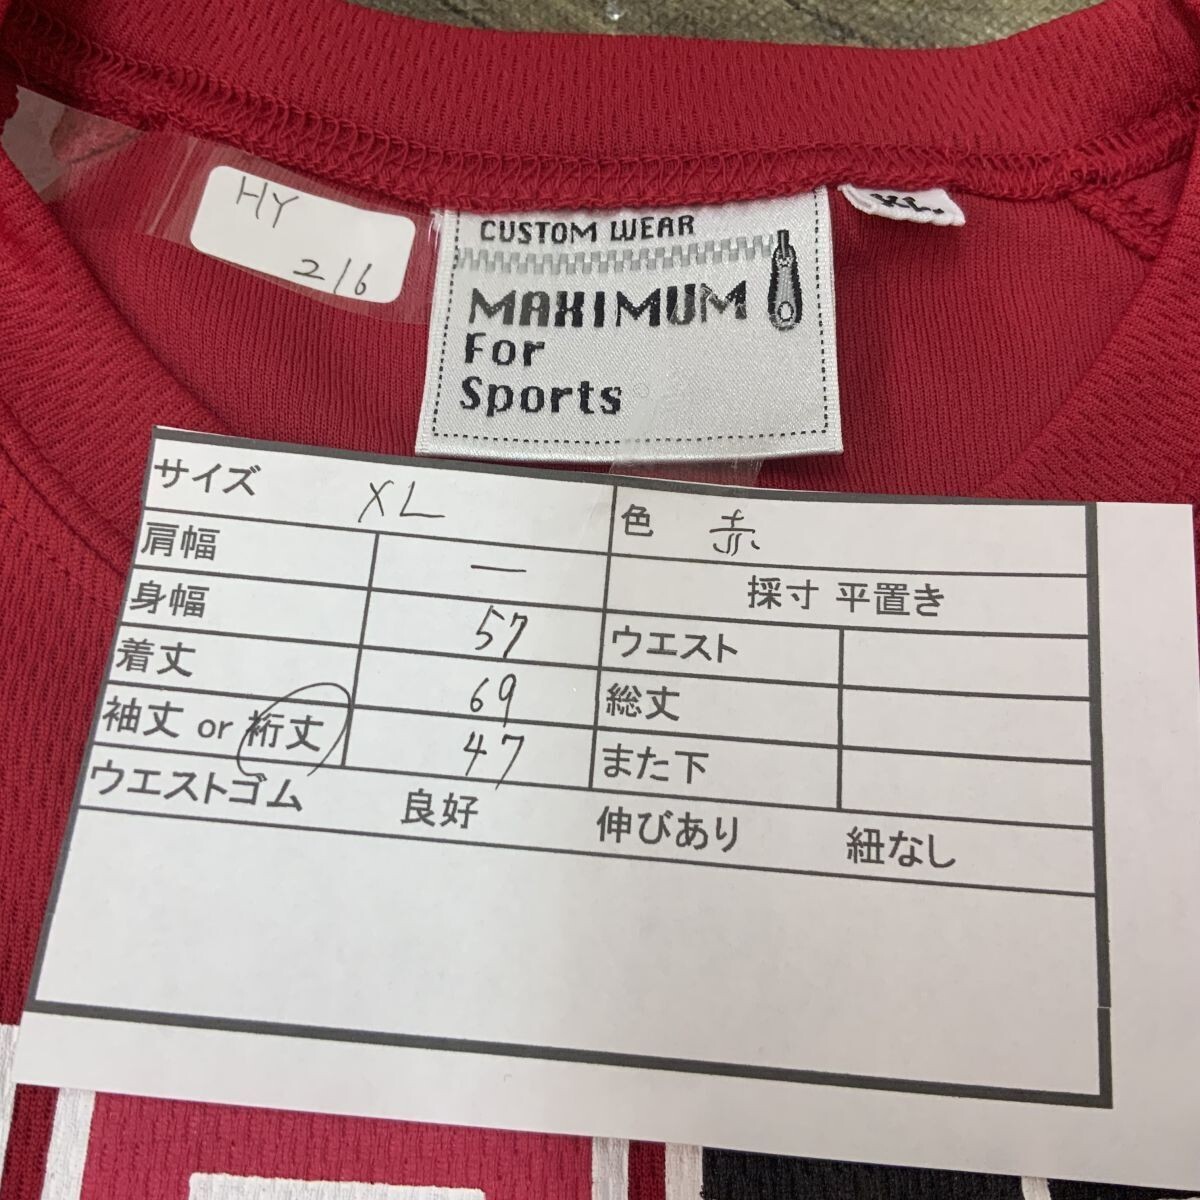 HY
216
CUSTOM WEAR
MAXIMUM
For
Sports
XL
サイズ XL 色 赤
肩幅 ― 採寸 平置き
身幅 57 ウエスト
着丈 69 総丈
袖丈 or 裄丈 47 また下
ウエストゴム 良好 伸びあり 紐なし